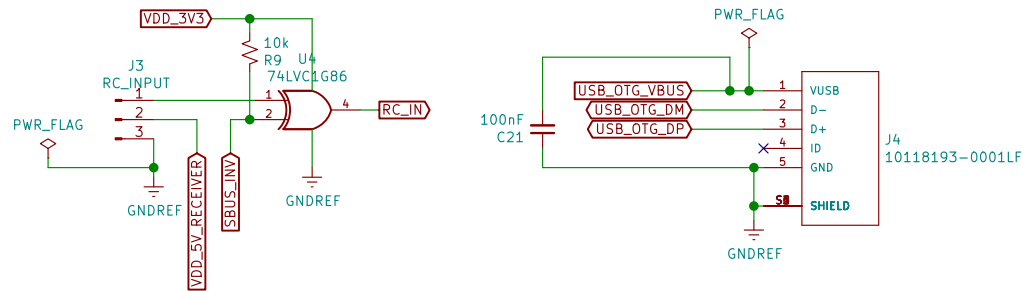 VDD_3V3
10k
R9
U4
74LVC1G86
J3
RC_INPUT
1
2
3
1
2
4
RC_IN
PWR_FLAG
GNDREF
VDD_5V_RECEIVER
SBUS_INV
GNDREF
PWR_FLAG
USB_OTG_VBUS
USB_OTG_DM
USB_OTG_DP
100nF
C21
1
2
3
4
5
VUSB
D-
D+
ID
GND
SHIELD
J4
10118193-0001LF
GNDREF